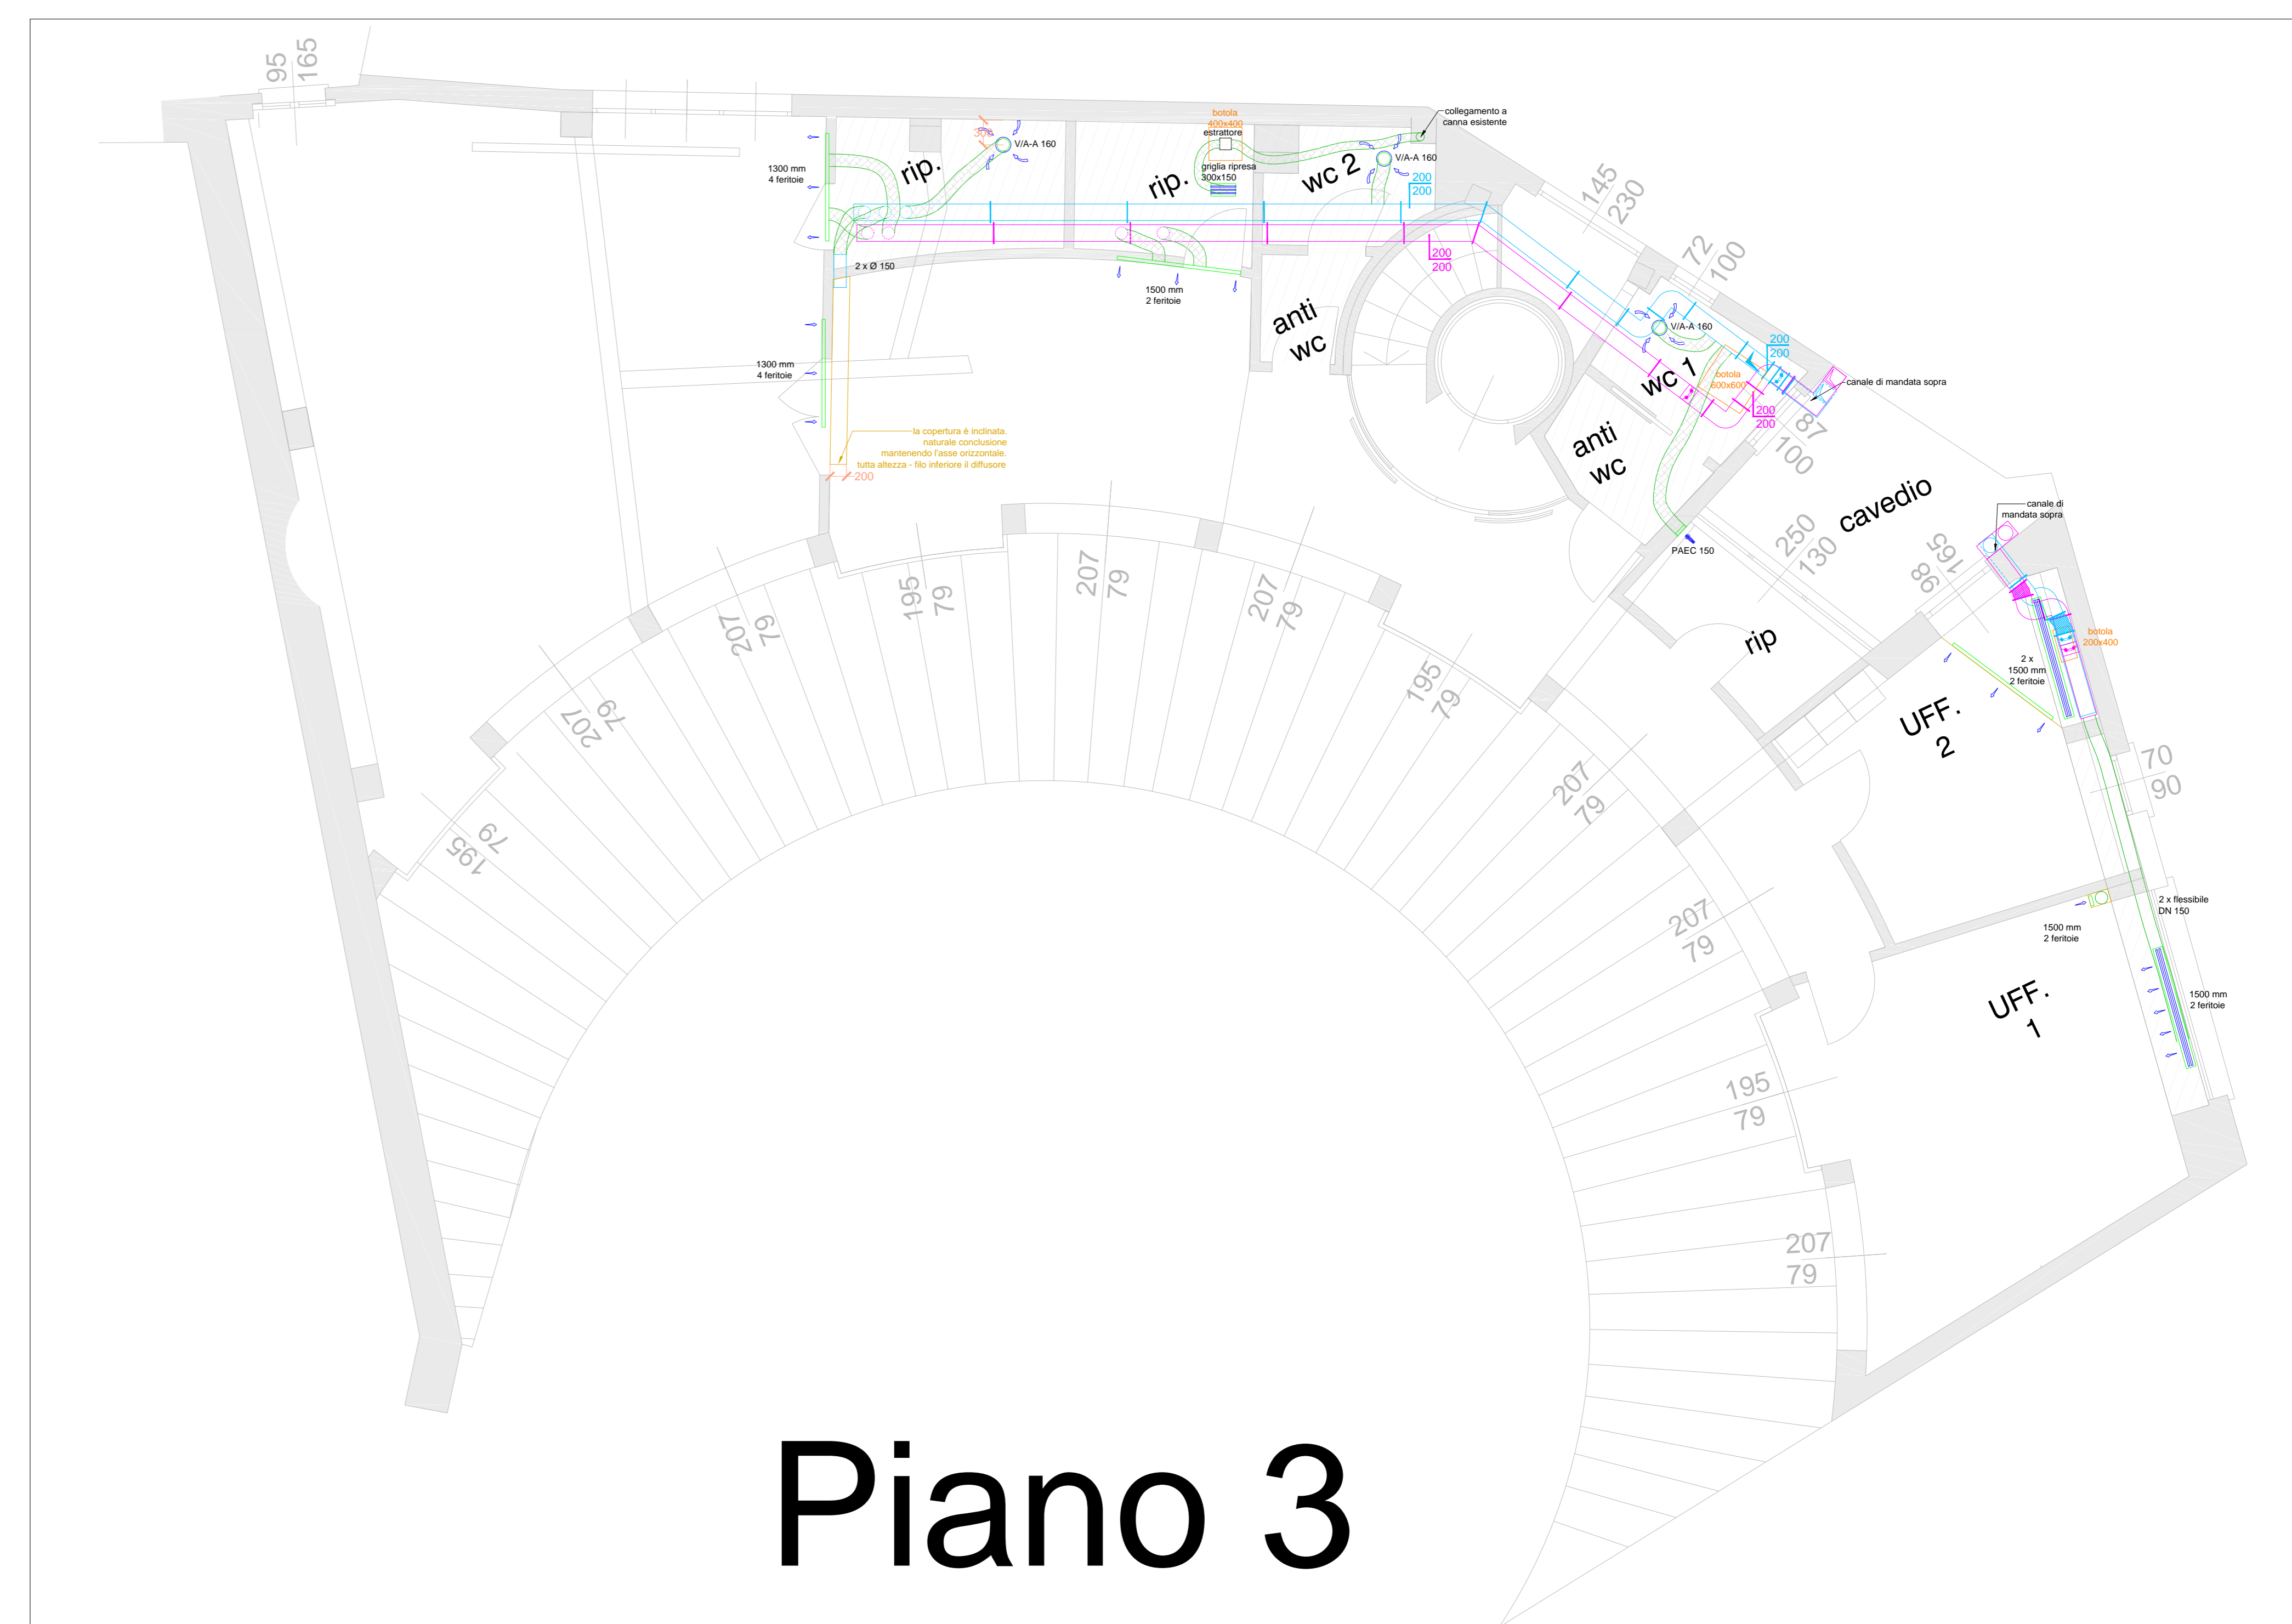 95
165
botola
400x400
estrattore
collegamento a
canna esistente
300
V/A-A 160
V/A-A 160
1300 mm
4 feritoie
rip.
rip.
griglia ripresa
300x150
wc 2
200
200
145
230
2 x Ø 150
200
200
72
100
1500 mm
2 feritoie
anti
wc
V/A-A 160
200
200
1300 mm
4 feritoie
wc 1
botola
600x600
canale di mandata sopra
200
200
87
100
la copertura è inclinata.
naturale conclusione
mantenendo l'asse orizzontale.
tutta altezza - filo inferiore il diffusore
200
anti
wc
cavedio
canale di
mandata sopra
PAEC 150
250
130
165
98
207
79
195
79
207
79
207
79
207
79
195
79
195
79
rip
botola
200x400
2 x
1500 mm
2 feritoie
UFF.
2
70
90
207
79
2 x flessibile
DN 150
1500 mm
2 feritoie
207
79
UFF.
1
1500 mm
2 feritoie
195
79
207
79
Piano 3